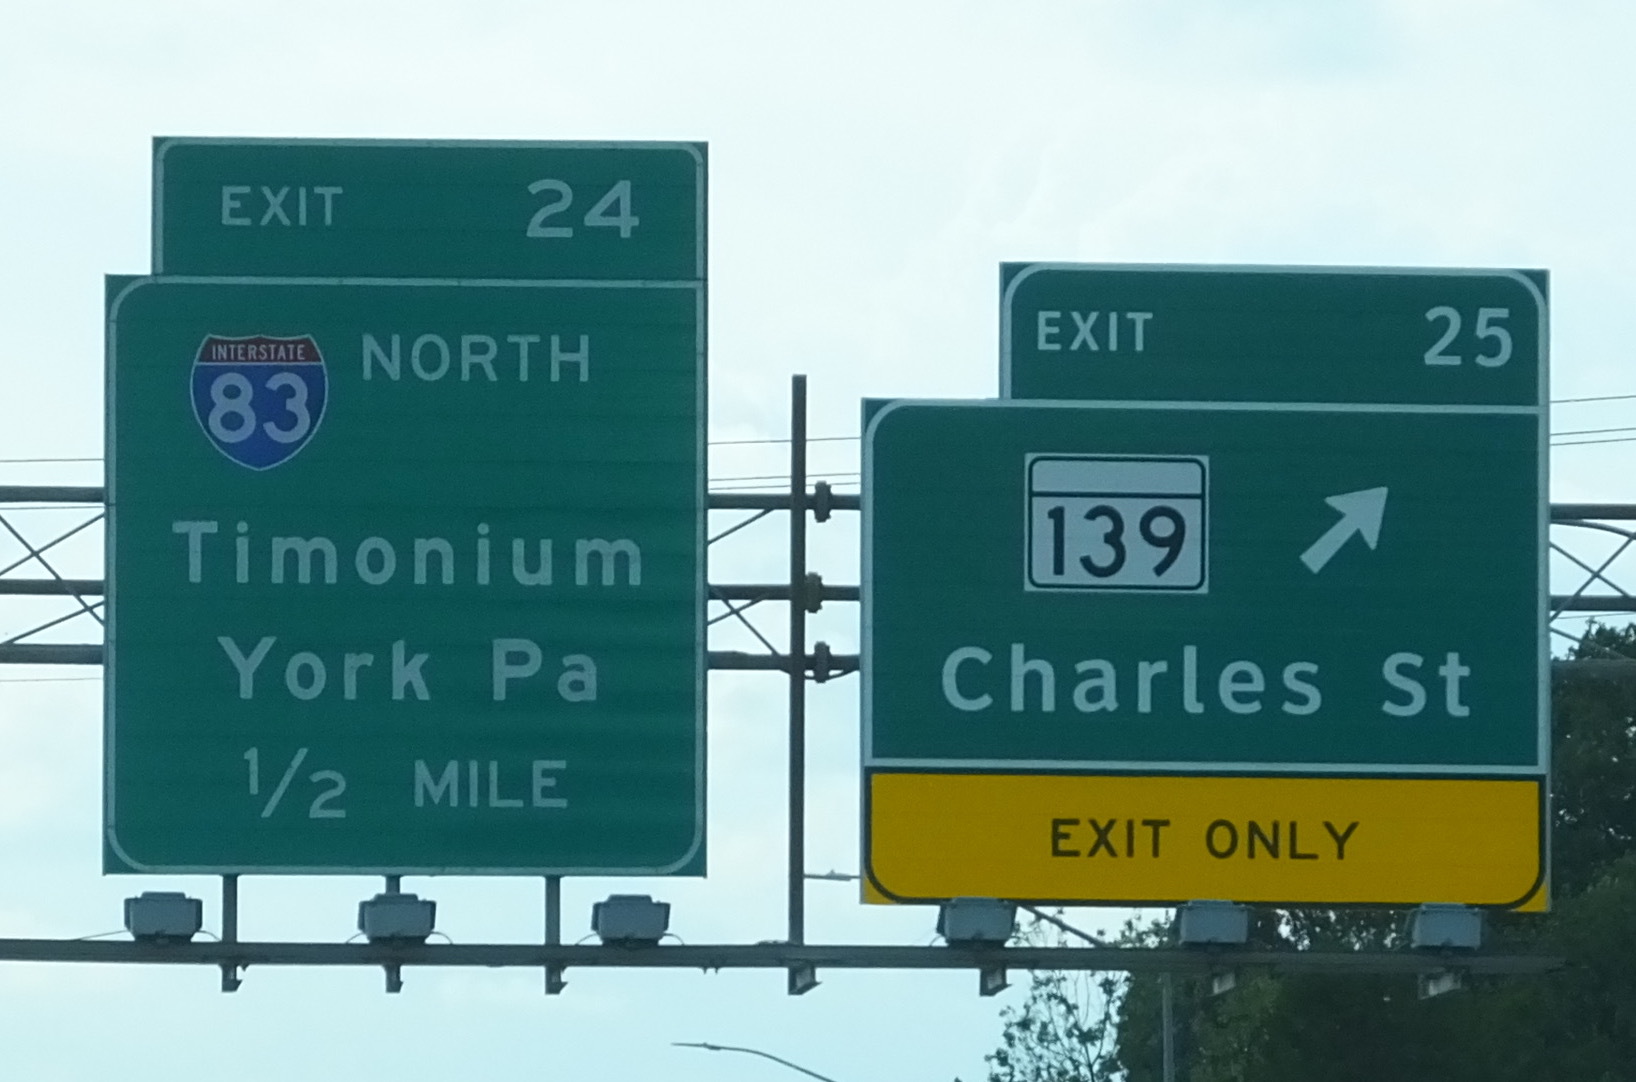 EXIT 24
INTERSTATE
83
NORTH
Timonium
York Pa
1/2 MILE
EXIT 25
139
Charles St
EXIT ONLY